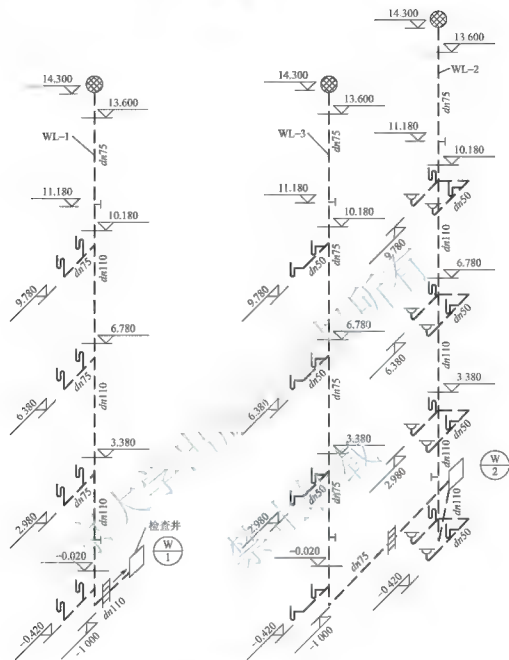 14.300
13.600
WL-1
dn75
11.180
10.180
dn75
dn110
9.780
6.780
dn75
dn110
6.380
3.380
dn75
dn110
2.980
检查井
W
1
-0.020
dn110
-0.420
-1 000
14.300
13.600
WL-3
dn75
11.180
10.180
dn50
dn75
9.780
6.780
dn50
dn75
6.380
3.380
dn50
dn75
2.980
-0.020
dn75
-0.420
-1 000
14.300
13 600
WL-2
dn75
11.180
10.180
dn50
dn110
9.780
6.780
dn50
dn110
6.380
3.380
dn50
dn110
2.980
W
2
dn110
dn50
-0.420